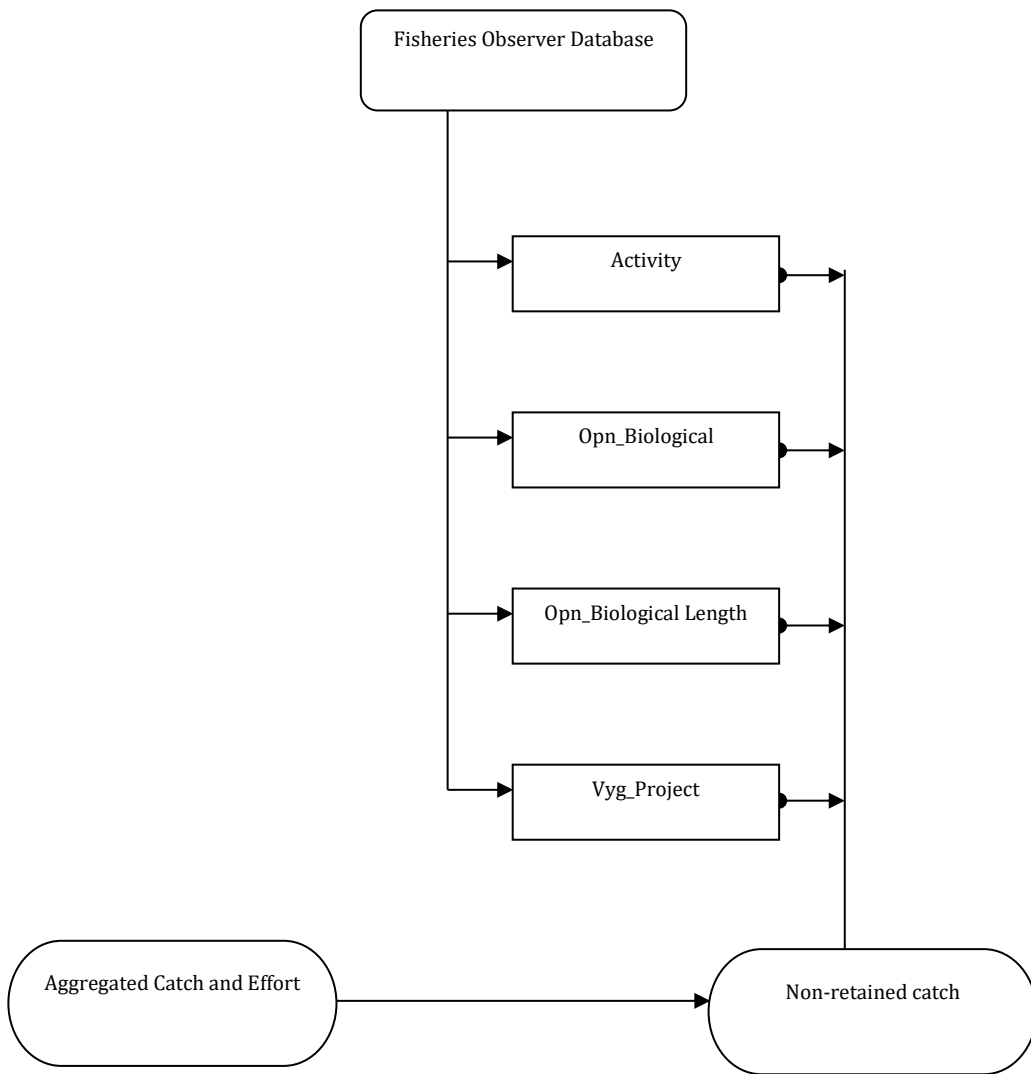 Fisheries Observer Database
Activity
Opn_Biological
Opn_Biological Length
Vyg_Project
Aggregated Catch and Effort
Non-retained catch